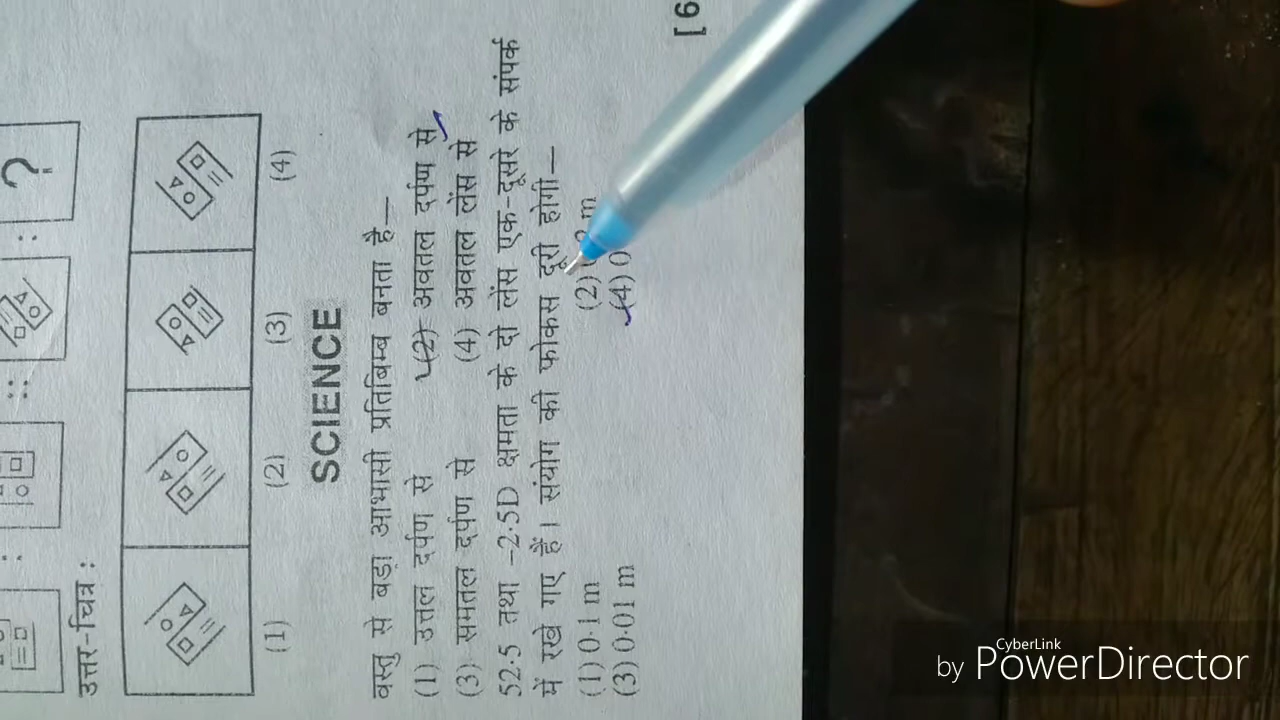 ?
: :: :
उत्तर-चित्र :
(1) (2) (3) (4)
SCIENCE
वस्तु से बड़ा आभासी प्रतिबिम्ब बनता है—
(1) उत्तल दर्पण से (2) अवतल दर्पण से
(3) समतल दर्पण से (4) अवतल लेंस से
52.5 तथा -2.5D क्षमता के दो लेंस एक-दूसरे के संपर्क
में रखे गए हैं। संयोग की फोकस दूरी होगी—
(1) 0.1 m (2) m
(3) 0.01 m (4) 0
[ 6
by CyberLink PowerDirector